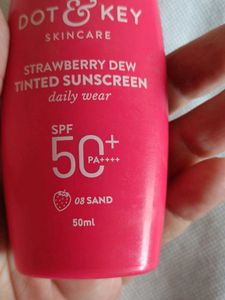 DOT & KEY
SKINCARE
STRAWBERRY DEW
TINTED SUNSCREEN
daily wear
SPF
50+
PA++++
08 SAND
50ml